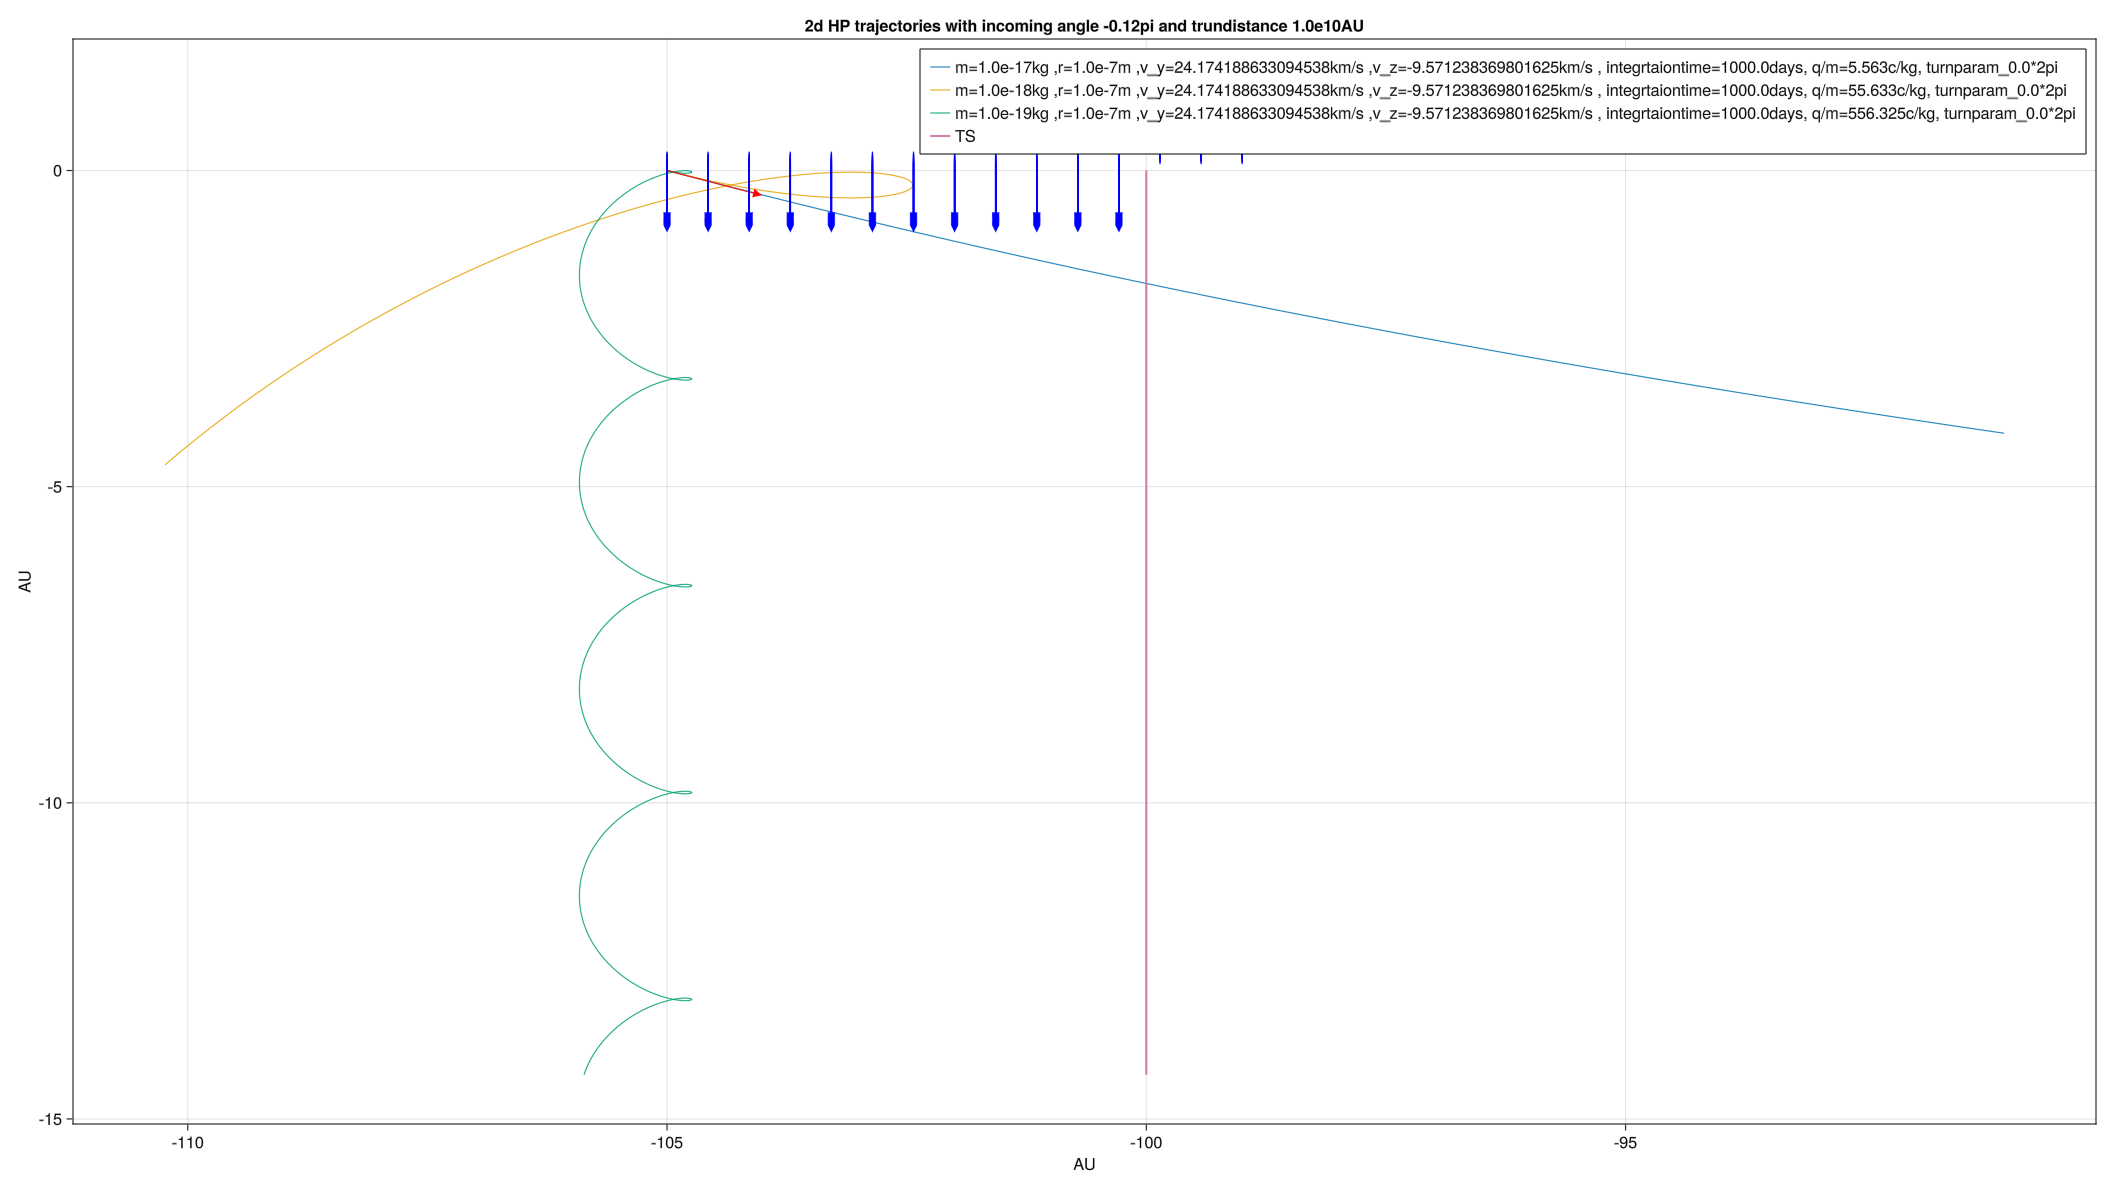 2d HP trajectories with incoming angle -0.12pi and trundistance 1.0e10AU
m=1.0e-17kg ,r=1.0e-7m ,v_y=24.174188633094538km/s ,v_z=-9.571238369801625km/s , integrtaiontime=1000.0days, q/m=5.563c/kg, turnparam_0.0*2pi
m=1.0e-18kg ,r=1.0e-7m ,v_y=24.174188633094538km/s ,v_z=-9.571238369801625km/s , integrtaiontime=1000.0days, q/m=55.633c/kg, turnparam_0.0*2pi
m=1.0e-19kg ,r=1.0e-7m ,v_y=24.174188633094538km/s ,v_z=-9.571238369801625km/s , integrtaiontime=1000.0days, q/m=556.325c/kg, turnparam_0.0*2pi
TS
0
-5
-10
-15
AU
-110
-105
-100
-95
AU